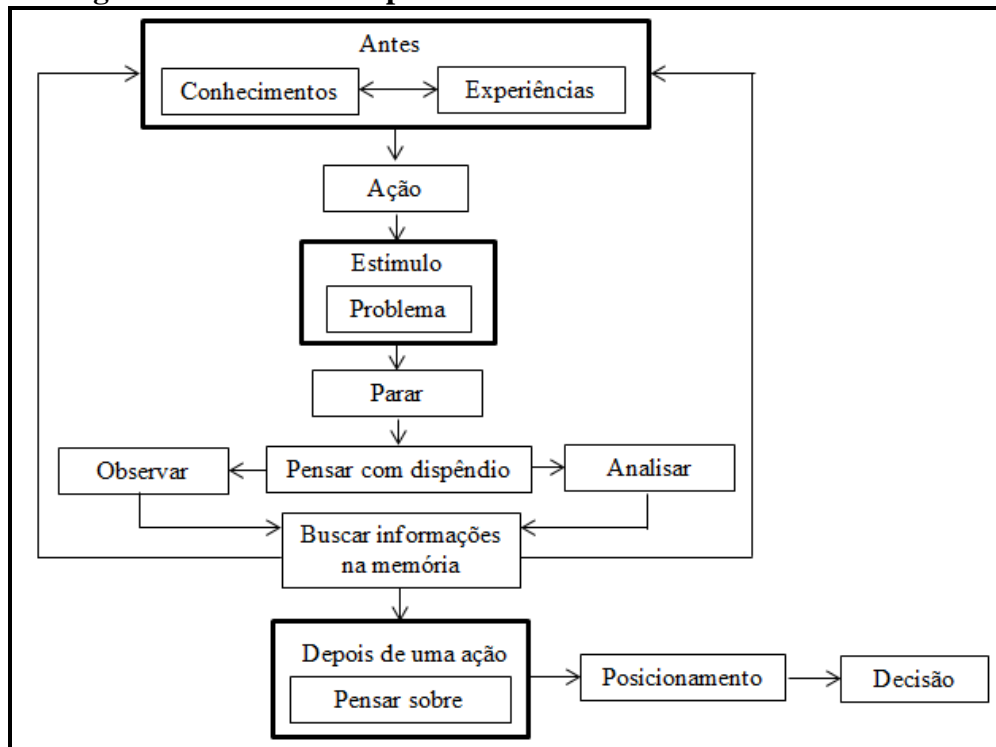 Antes
Conhecimentos
Experiências
Ação
Estímulo
Problema
Parar
Observar
Pensar com dispêndio
Analisar
Buscar informações
na memória
Depois de uma ação
Pensar sobre
Posicionamento
Decisão